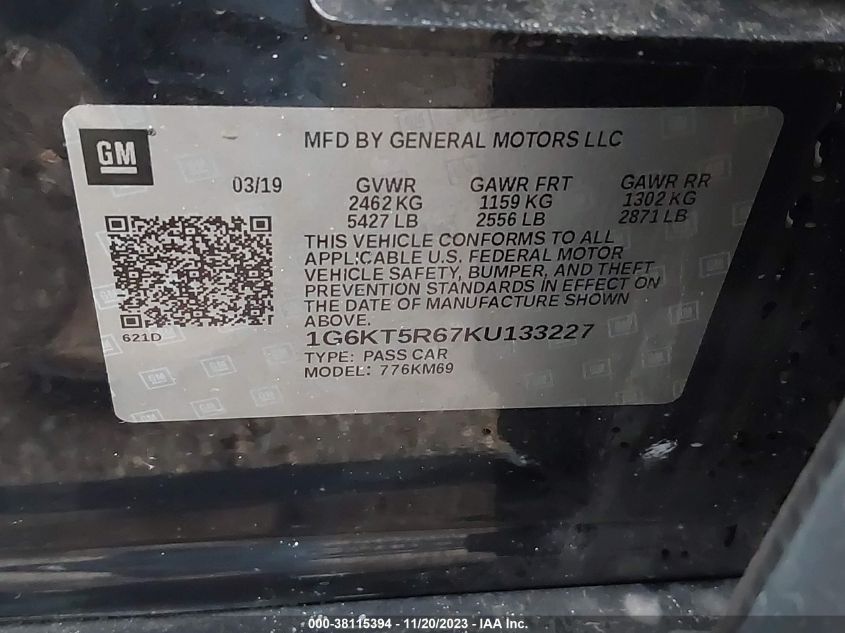 GM
MFD BY GENERAL MOTORS LLC
03/19 GVWR GAWR FRT GAWR RR
2462 KG 1159 KG 1302 KG
5427 LB 2556 LB 2871 LB
THIS VEHICLE CONFORMS TO ALL
APPLICABLE U.S. FEDERAL MOTOR
VEHICLE SAFETY, BUMPER, AND THEFT
PREVENTION STANDARDS IN EFFECT ON
THE DATE OF MANUFACTURE SHOWN
ABOVE.
621D
1G6KT5R67KU133227
TYPE: PASS CAR
MODEL: 776KM69
000-38115394 - 11/20/2023 - IAA Inc.